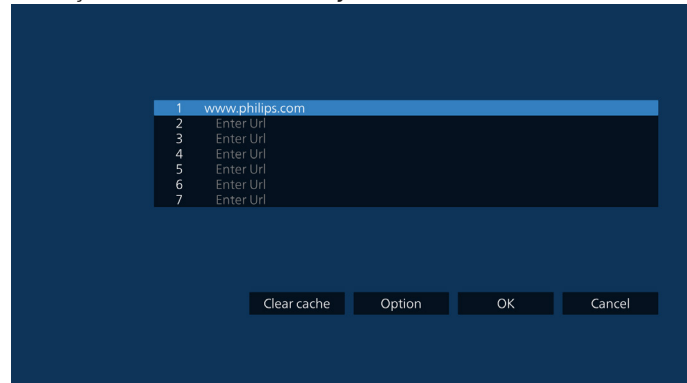 1 www.philips.com
2 Enter Url
3 Enter Url
4 Enter Url
5 Enter Url
6 Enter Url
7 Enter Url
Clear cache Option OK Cancel